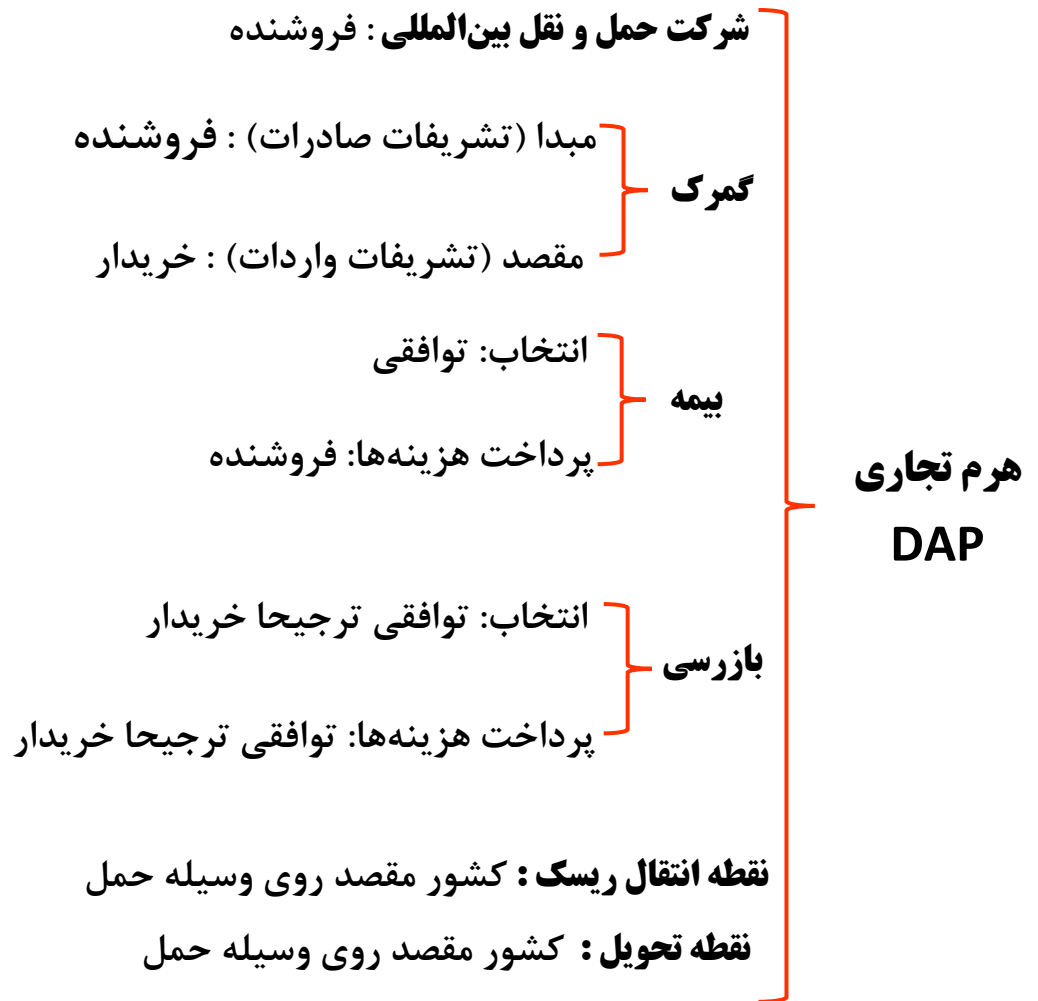 هرم تجاری
DAP
شرکت حمل و نقل بین‌المللی : فروشنده
گمرک
مبدا (تشریفات صادرات) : فروشنده
مقصد (تشریفات واردات) : خریدار
بیمه
انتخاب: توافقی
پرداخت هزینه‌ها: فروشنده
بازرسی
انتخاب: توافقی ترجیحا خریدار
پرداخت هزینه‌ها: توافقی ترجیحا خریدار
نقطه انتقال ریسک : کشور مقصد روی وسیله حمل
نقطه تحویل : کشور مقصد روی وسیله حمل